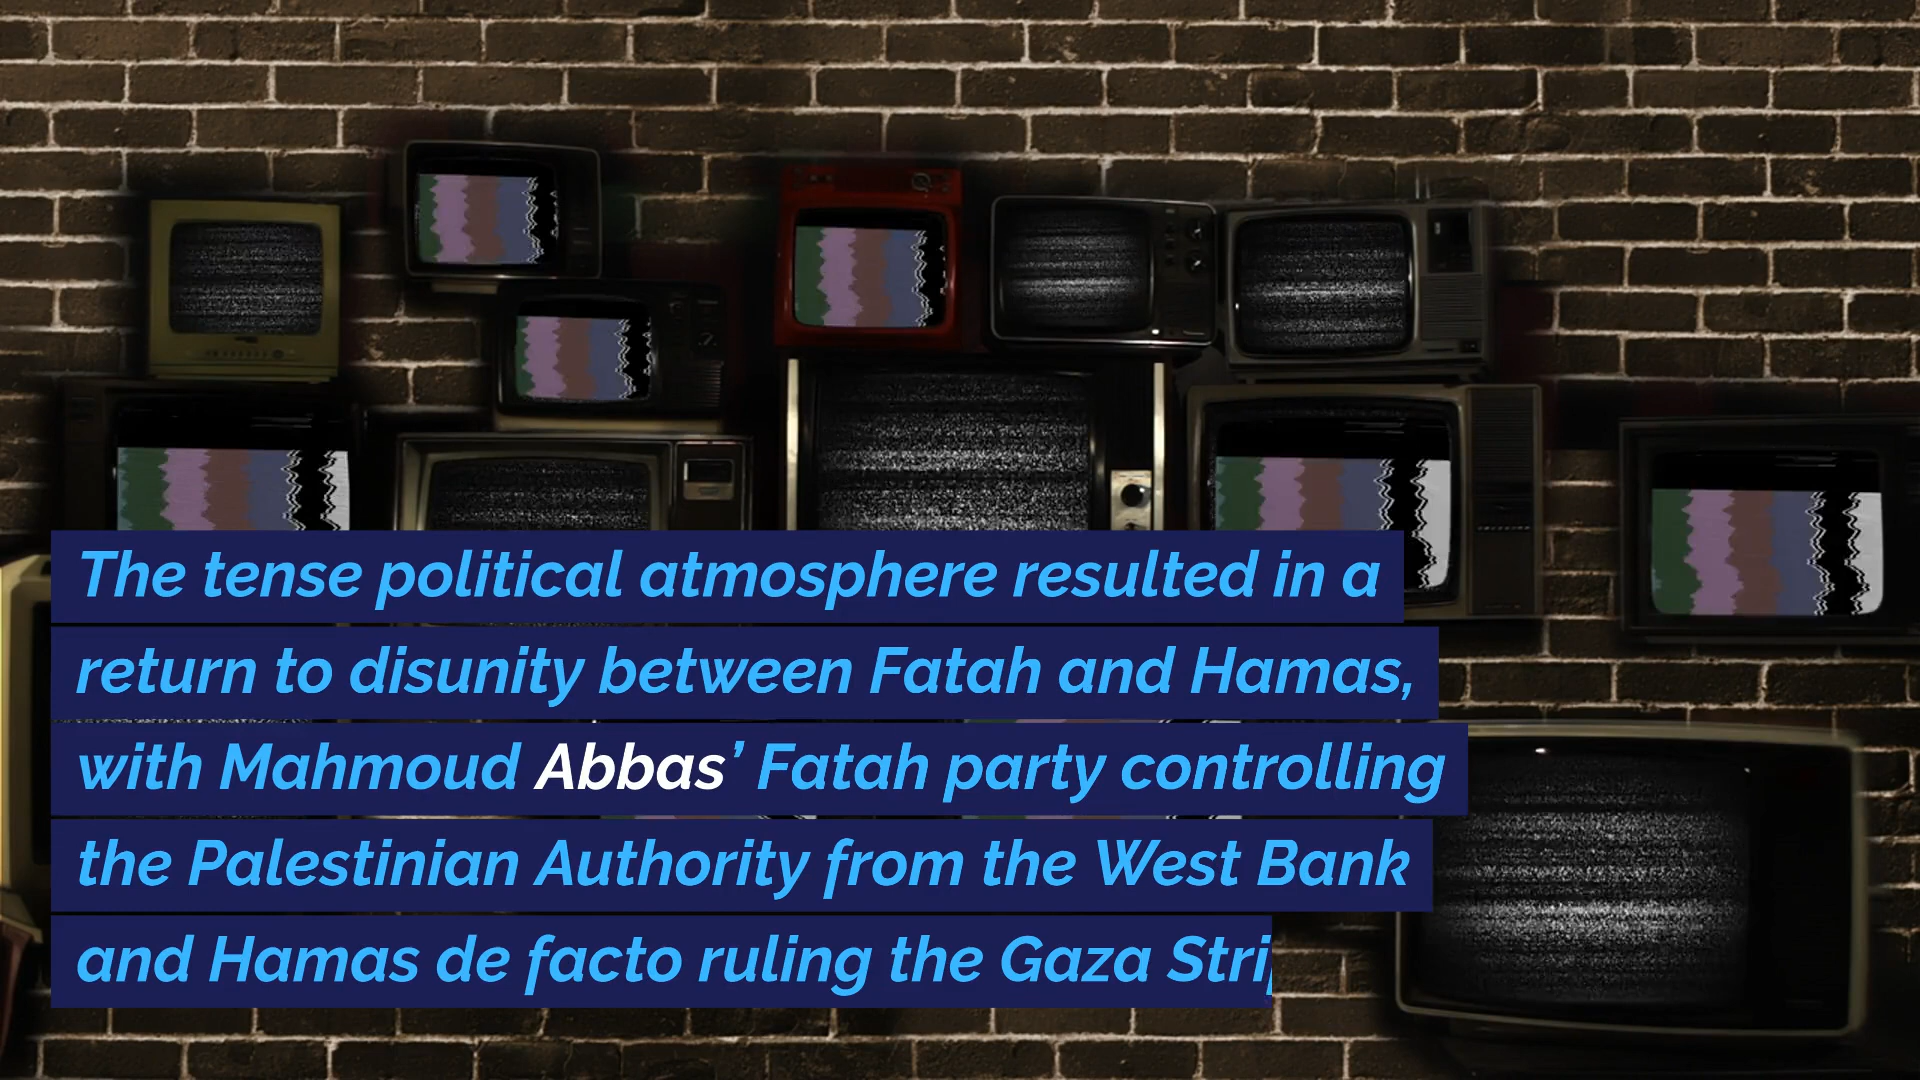 The tense political atmosphere resulted in a
return to disunity between Fatah and Hamas,
with Mahmoud Abbas’ Fatah party controlling
the Palestinian Authority from the West Bank
and Hamas de facto ruling the Gaza Stri